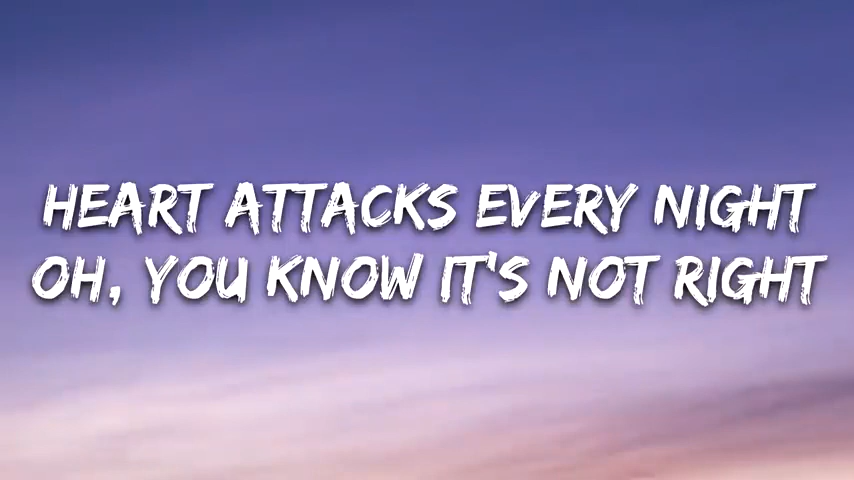 HEART ATTACKS EVERY NIGHT
OH, YOU KNOW IT'S NOT RIGHT